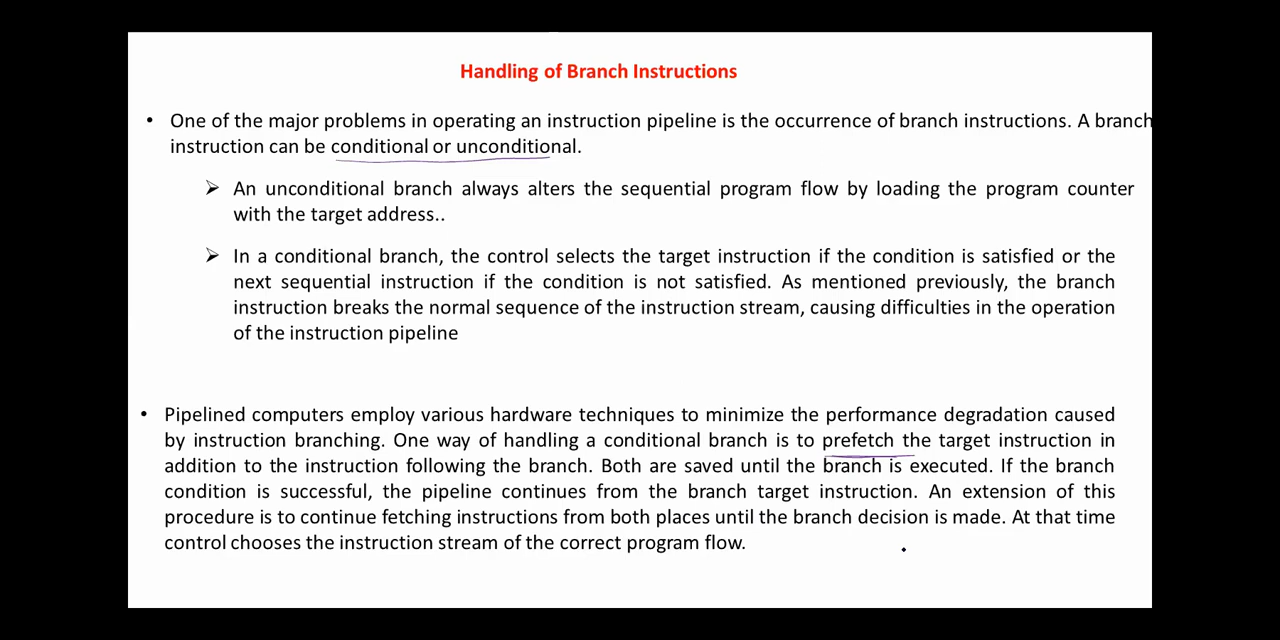 Handling of Branch Instructions
• One of the major problems in operating an instruction pipeline is the occurrence of branch instructions. A branch
instruction can be conditional or unconditional.
➢ An unconditional branch always alters the sequential program flow by loading the program counter
with the target address..
➢ In a conditional branch, the control selects the target instruction if the condition is satisfied or the
next sequential instruction if the condition is not satisfied. As mentioned previously, the branch
instruction breaks the normal sequence of the instruction stream, causing difficulties in the operation
of the instruction pipeline
• Pipelined computers employ various hardware techniques to minimize the performance degradation caused
by instruction branching. One way of handling a conditional branch is to prefetch the target instruction in
addition to the instruction following the branch. Both are saved until the branch is executed. If the branch
condition is successful, the pipeline continues from the branch target instruction. An extension of this
procedure is to continue fetching instructions from both places until the branch decision is made. At that time
control chooses the instruction stream of the correct program flow.